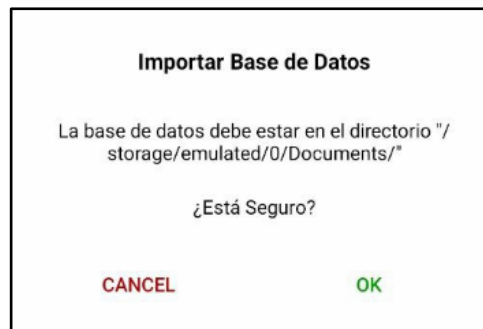 Importar Base de Datos
La base de datos debe estar en el directorio "/
storage/emulated/0/Documents/"
¿Está Seguro?
CANCEL OK